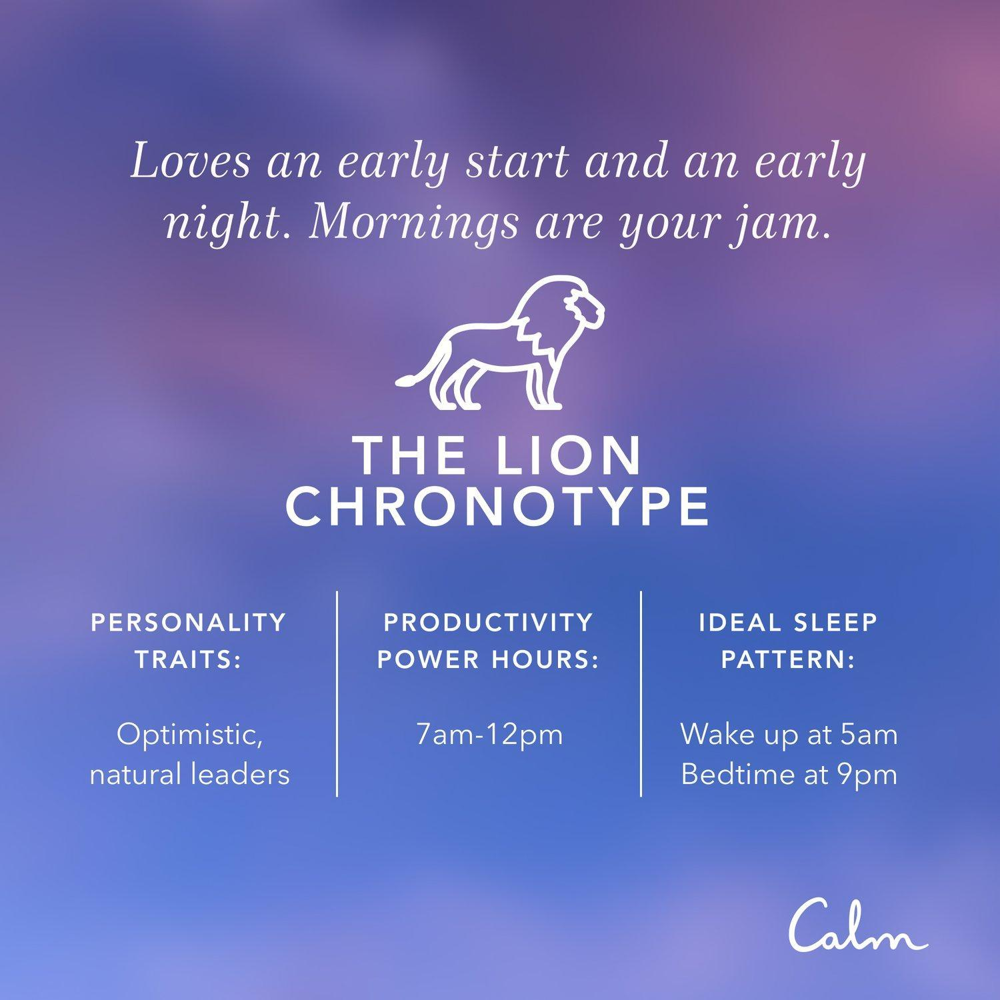 Loves an early start and an early
night. Mornings are your jam.
THE LION
CHRONOTYPE
PERSONALITY
TRAITS:
Optimistic,
natural leaders
PRODUCTIVITY
POWER HOURS:
7am-12pm
IDEAL SLEEP
PATTERN:
Wake up at 5am
Bedtime at 9pm
Calm